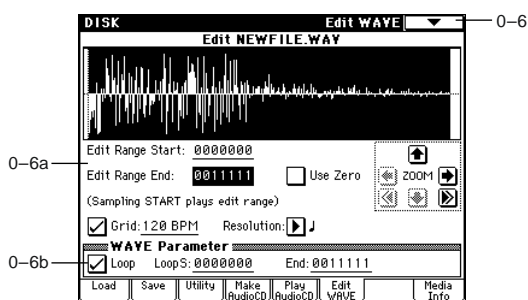 DISK Edit WAVE 0–6
Edit NEWFILE.WAV
Edit Range Start: 0000000
0–6a
Edit Range End: 0011111 Use Zero ZOOM
(Sampling START plays edit range)
Grid: 120 BPM Resolution: ♩
WAVE Parameter
0–6b Loop LoopS: 0000000 End: 0011111
Load Save Utility Make AudioCD Play AudioCD Edit WAVE Media Info